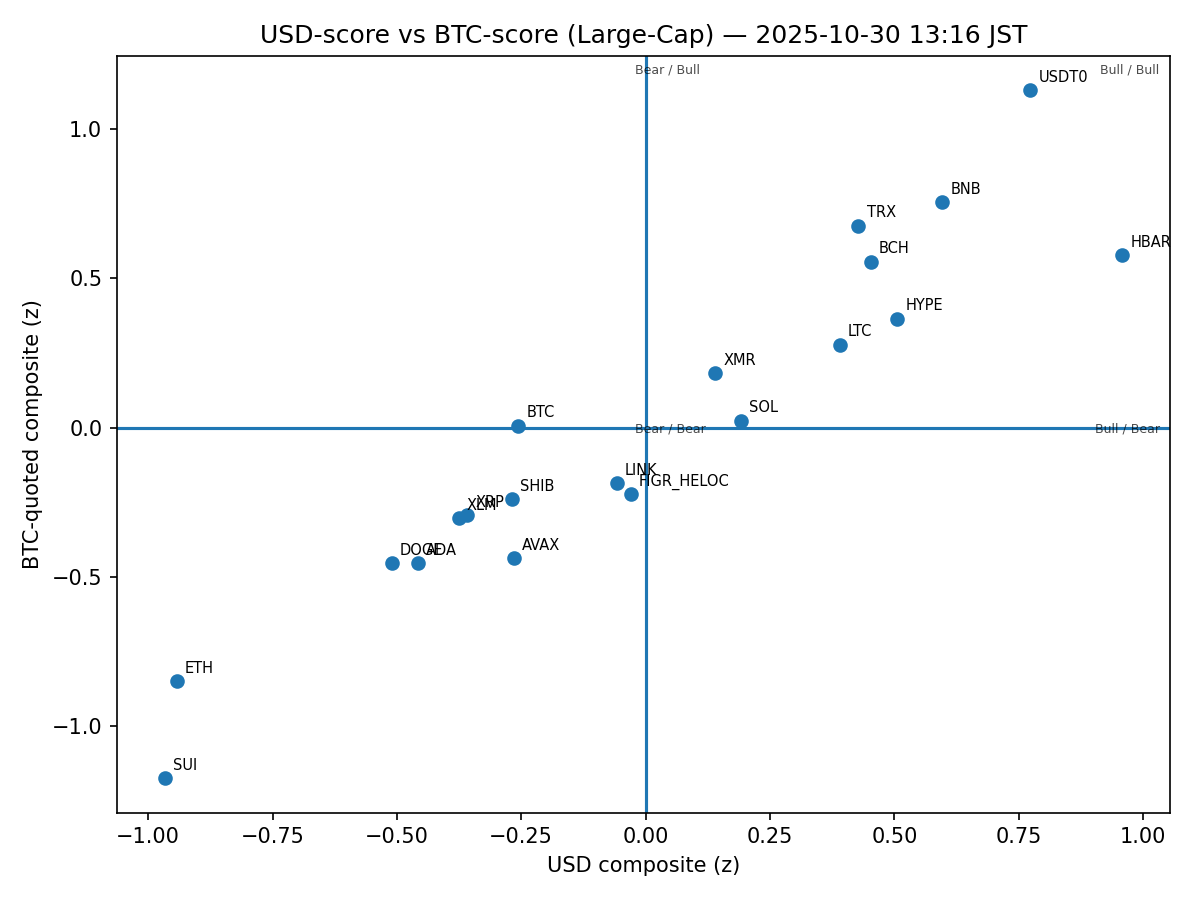 USD-score vs BTC-score (Large-Cap) — 2025-10-30 13:16 JST
Bear / Bull
Bull / Bull
USDT0
1.0
BNB
TRX
BCH
HBAR
0.5
HYPE
LTC
XMR
SOL
BTC
0.0
Bear / Bear
Bull / Bear
LINK
FIGR_HELOC
SHIB
XRP
XLM
DOGE
ADA
AVAX
−0.5
ETH
−1.0
SUI
BTC-quoted composite (z)
−1.00 −0.75 −0.50 −0.25 0.00 0.25 0.50 0.75 1.00
USD composite (z)